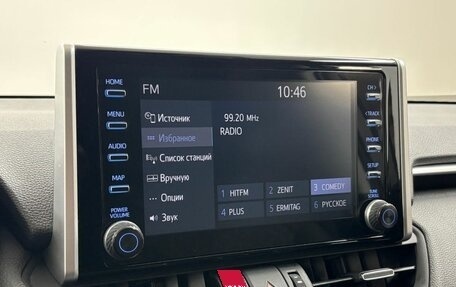 HOME
MENU
AUDIO
MAP
POWER
VOLUME
FM
10:46
Источник
Избранное
Список станций
Вручную
Опции
Звук
99.20 MHz
RADIO
1 HITFM
2 ZENIT
3 COMEDY
4 PLUS
5 ERMITAG
6 РУССКОЕ
CH>
<TRACK
PHONE
SETUP
TUNE
SCROLL